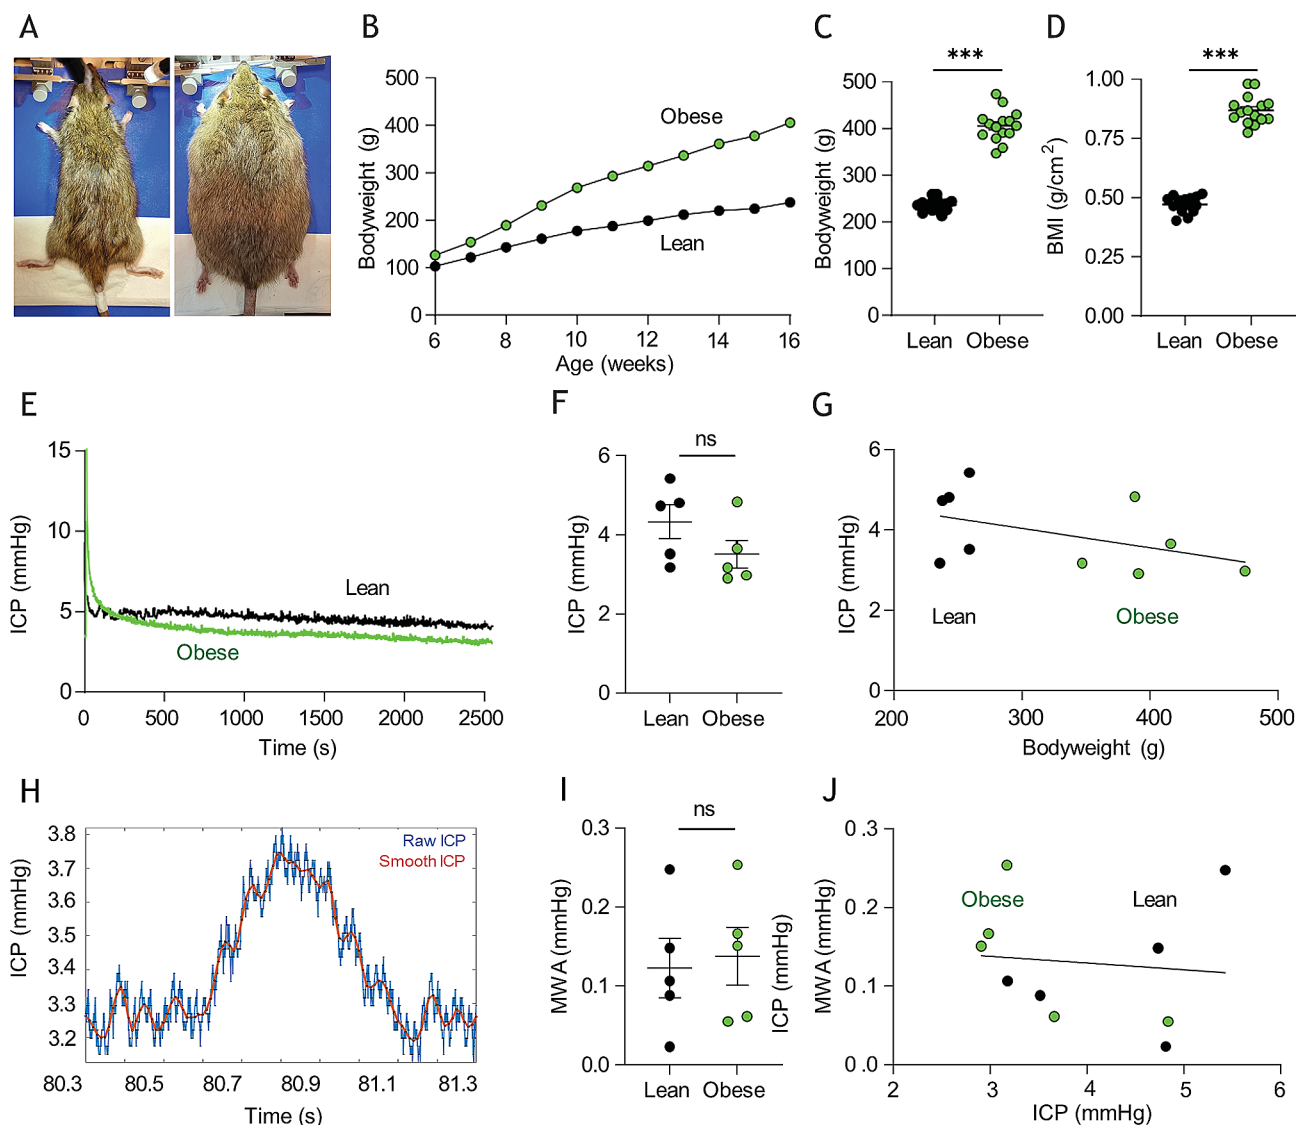 A
B
C
D
500
400
300
200
100
0
Bodyweight (g)
Obese
Lean
6
8
10
12
14
16
Age (weeks)
***
500
400
300
200
100
0
Bodyweight (g)
Lean
Obese
***
1.00
0.75
0.50
0.25
0.00
BMI (g/cm2)
Lean
Obese
E
F
G
15
10
5
0
ICP (mmHg)
Lean
Obese
0
500
1000
1500
2000
2500
Time (s)
ns
6
4
2
0
ICP (mmHg)
Lean
Obese
6
4
2
0
ICP (mmHg)
Lean
Obese
200
300
400
500
Bodyweight (g)
H
I
J
3.8
3.7
3.6
3.5
3.4
3.3
3.2
ICP (mmHg)
Raw ICP
Smooth ICP
80.3
80.5
80.7
80.9
81.1
81.3
Time (s)
ns
0.3
0.2
0.1
0.0
MWA (mmHg)
Lean
Obese
ICP (mmHg)
0.3
0.2
0.1
0.0
MWA (mmHg)
Obese
Lean
2
3
4
5
6
ICP (mmHg)